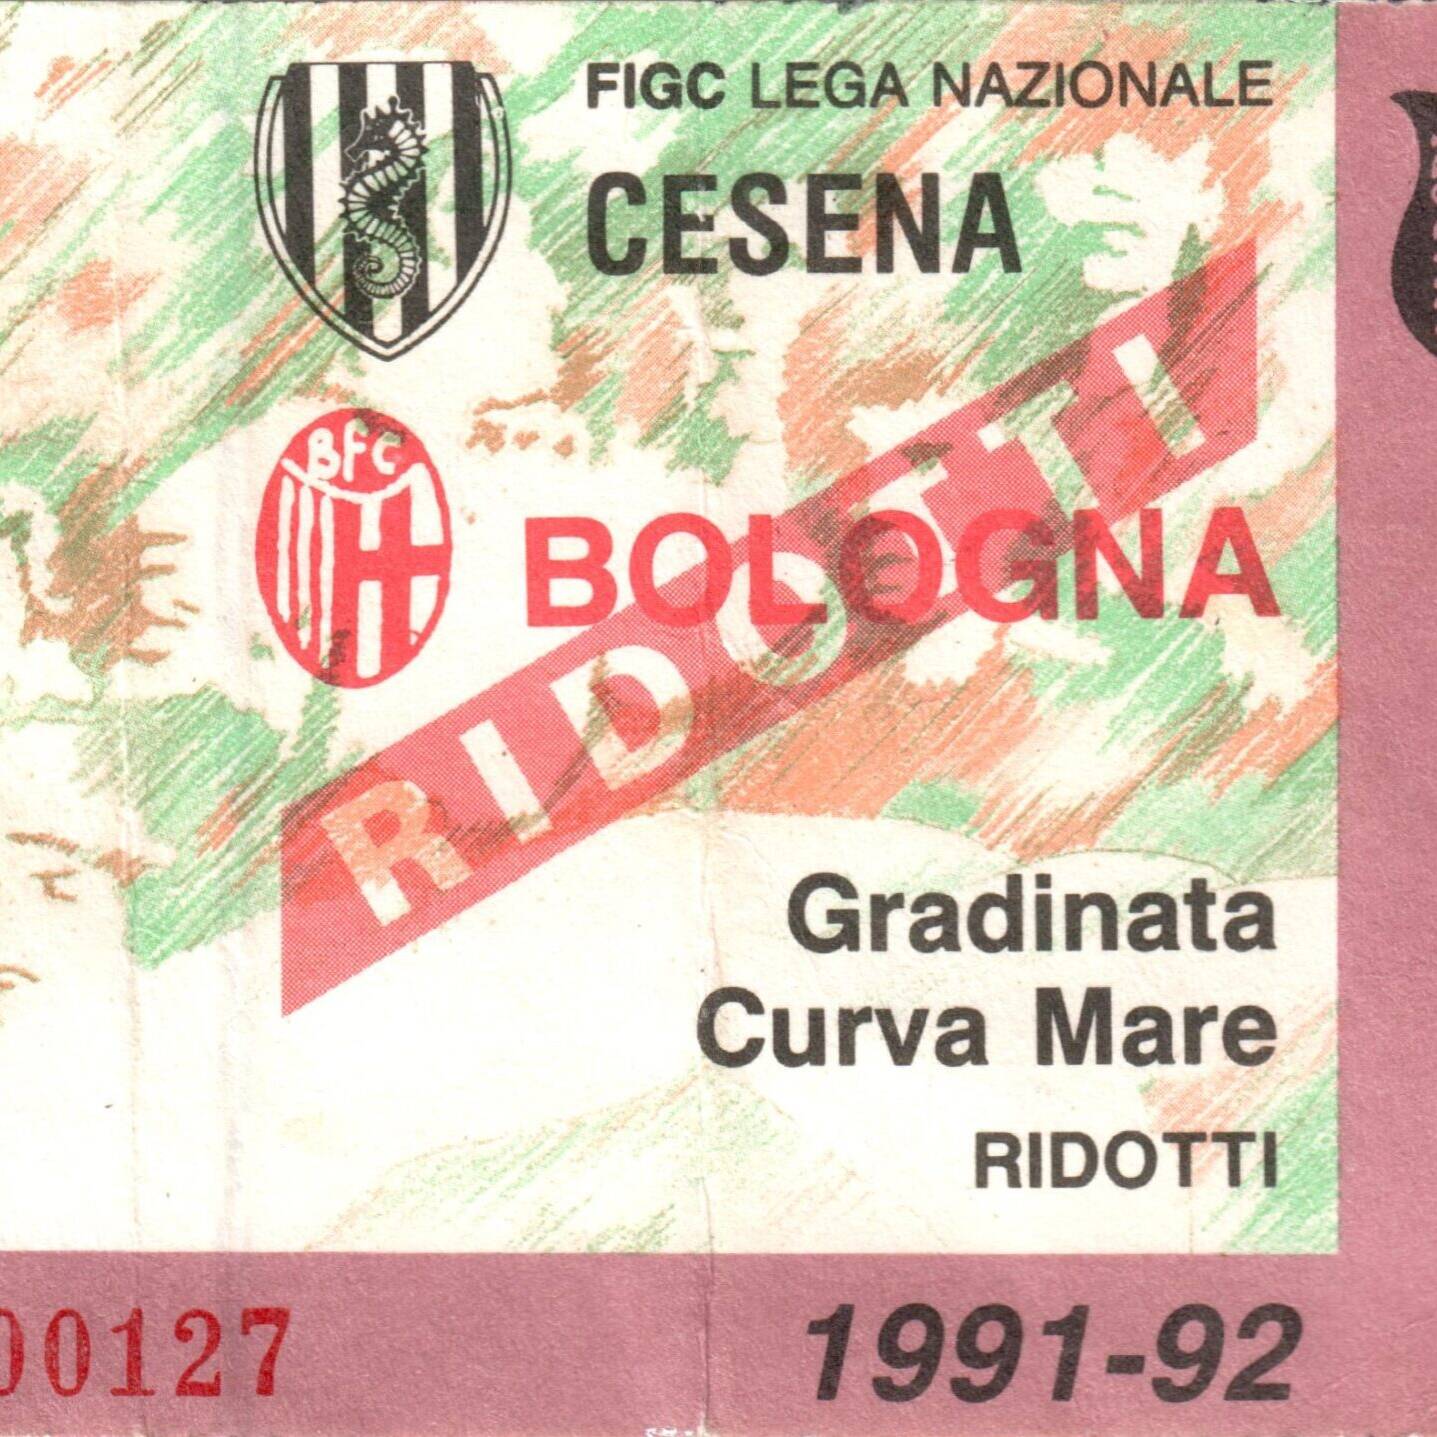 FIGC LEGA NAZIONALE
CESENA
BFC
BOLOGNA
RIDOTTI
Gradinata
Curva Mare
RIDOTTI
00127
1991-92